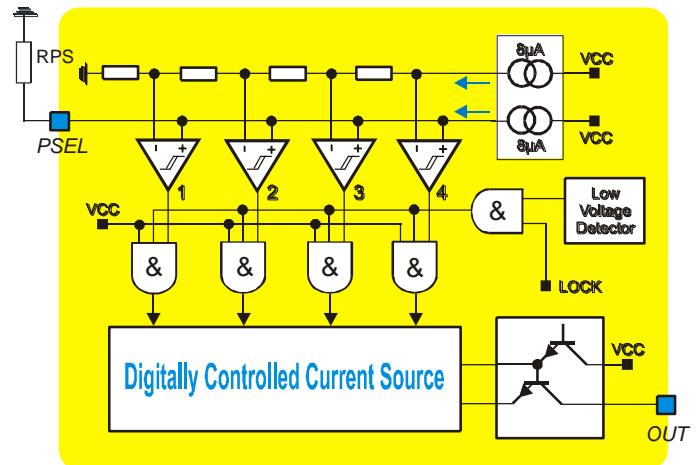 RPS
8µA
VCC
VCC
8µA
PSEL
- +
- +
- +
- +
1
2
3
4
VCC
&
Low
Voltage
Detector
&
&
&
&
LOCK
Digitally Controlled Current Source
VCC
OUT